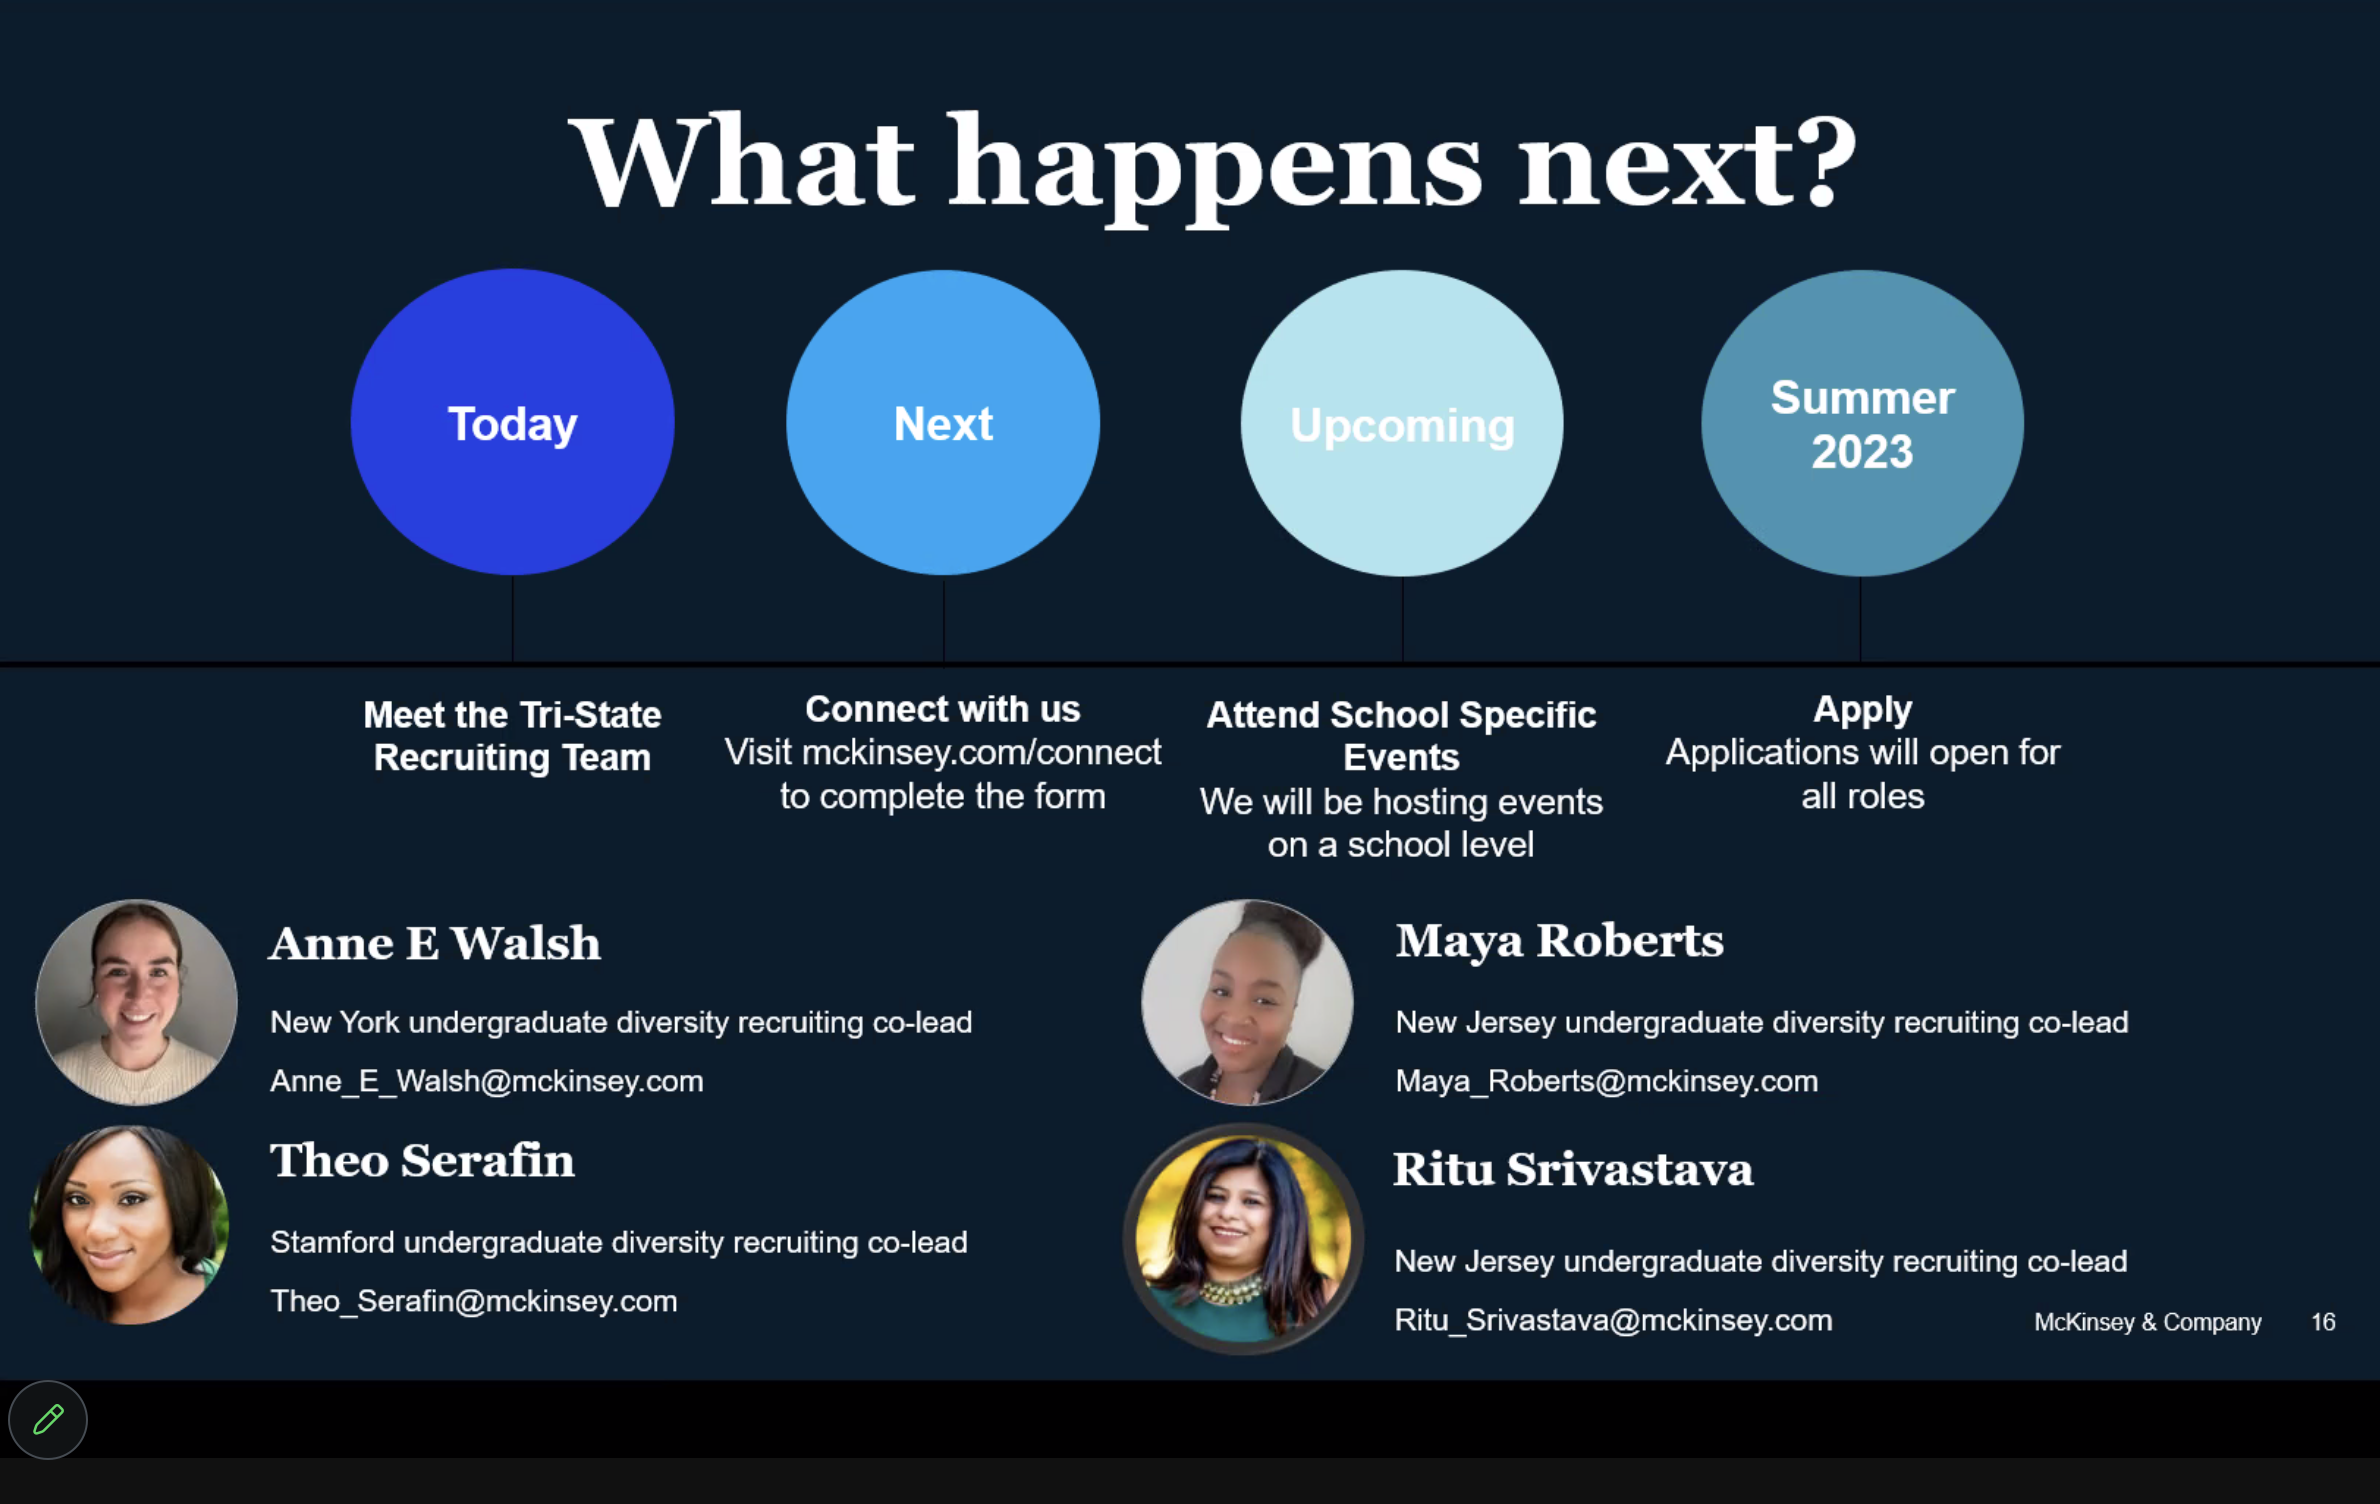 What happens next?
Today
Next
Upcoming
Summer
2023
Meet the Tri-State
Recruiting Team
Connect with us
Visit mckinsey.com/connect
to complete the form
Attend School Specific
Events
We will be hosting events
on a school level
Apply
Applications will open for
all roles
Anne E Walsh
New York undergraduate diversity recruiting co-lead
Anne_E_Walsh@mckinsey.com
Maya Roberts
New Jersey undergraduate diversity recruiting co-lead
Maya_Roberts@mckinsey.com
Theo Serafin
Stamford undergraduate diversity recruiting co-lead
Theo_Serafin@mckinsey.com
Ritu Srivastava
New Jersey undergraduate diversity recruiting co-lead
Ritu_Srivastava@mckinsey.com
McKinsey & Company 16